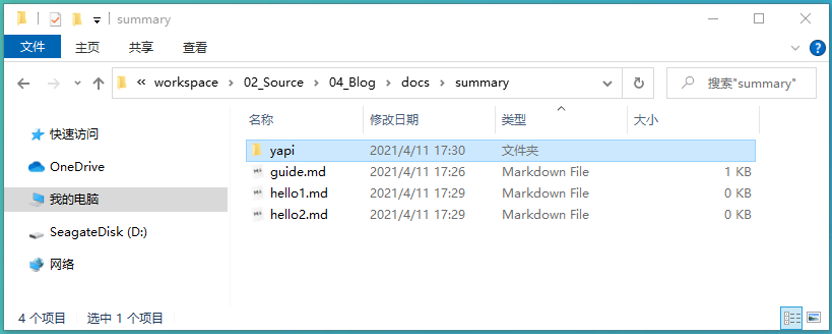 summary
文件 主页 共享 查看
« workspace > 02_Source > 04_Blog > docs > summary 搜索"summary"
名称 修改日期 类型 大小
快速访问
OneDrive
我的电脑
SeagateDisk (D:)
网络
yapi 2021/4/11 17:30 文件夹
guide.md 2021/4/11 17:26 Markdown File 1 KB
hello1.md 2021/4/11 17:29 Markdown File 0 KB
hello2.md 2021/4/11 17:29 Markdown File 0 KB
4 个项目 选中 1 个项目